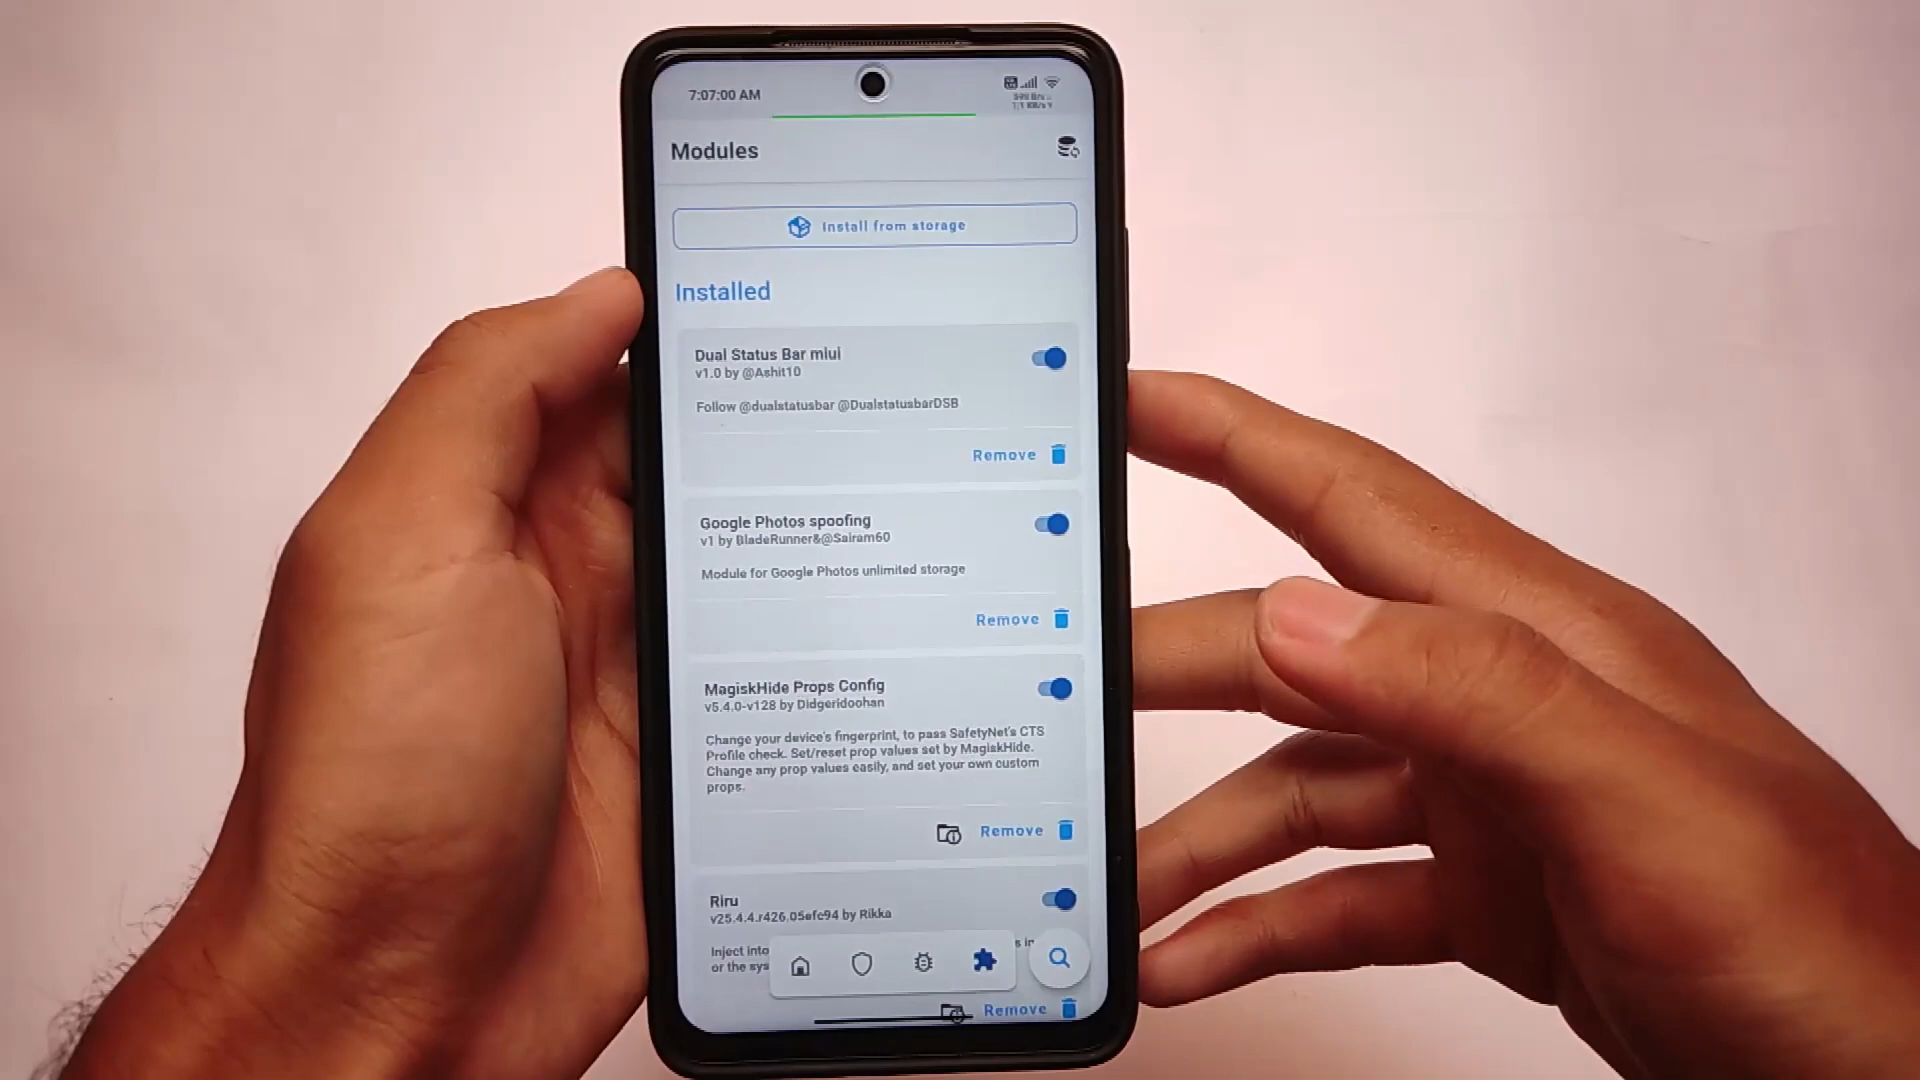 7:07:00 AM
Modules
Install from storage
Installed
Dual Status Bar miui
v1.0 by @Ashit10
Follow @dualstatusbar @DualstatusbarDSB
Remove
Google Photos spoofing
v1 by BladeRunner&@Sairam60
Module for Google Photos unlimited storage
Remove
MagiskHide Props Config
v5.4.0-v128 by Didgeridoohan
Change your device's fingerprint, to pass SafetyNet's CTS
Profile check. Set/reset prop values set by MagiskHide.
Change any prop values easily, and set your own custom
props.
Remove
Riru
v25.4.4.r426.05efc94 by Rikka
Inject into
or the sys
Remove